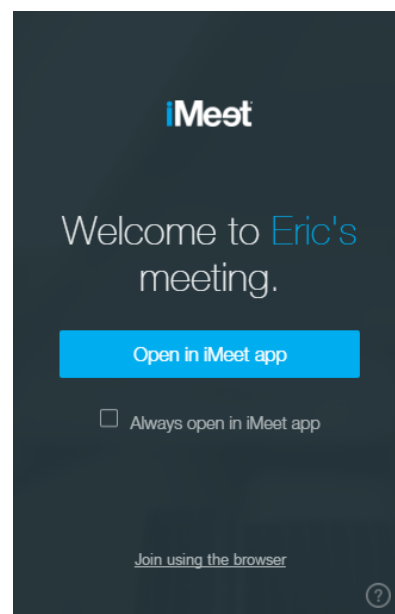 iMeet
Welcome to Eric's
meeting.
Open in iMeet app
Always open in iMeet app
Join using the browser
?